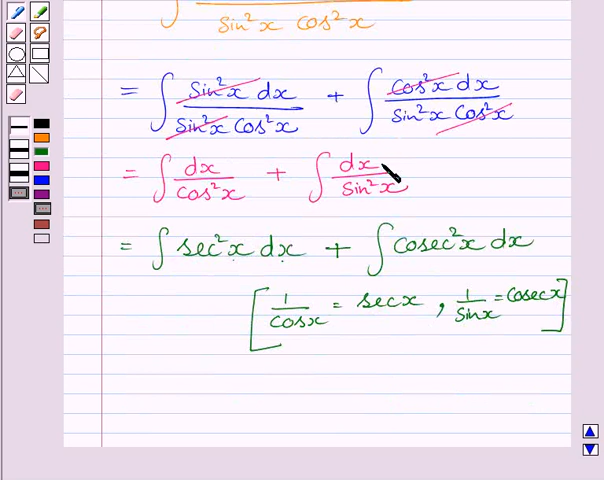 sin²x cos²x
= ∫ sin²x dx / sin²x cos²x + ∫ cos²x dx / sin²x cos²x
= ∫ dx / cos²x + ∫ dx / sin²x
= ∫ sec²x dx + ∫ cosec²x dx
[ 1/cosx = secx , 1/sinx = cosecx ]